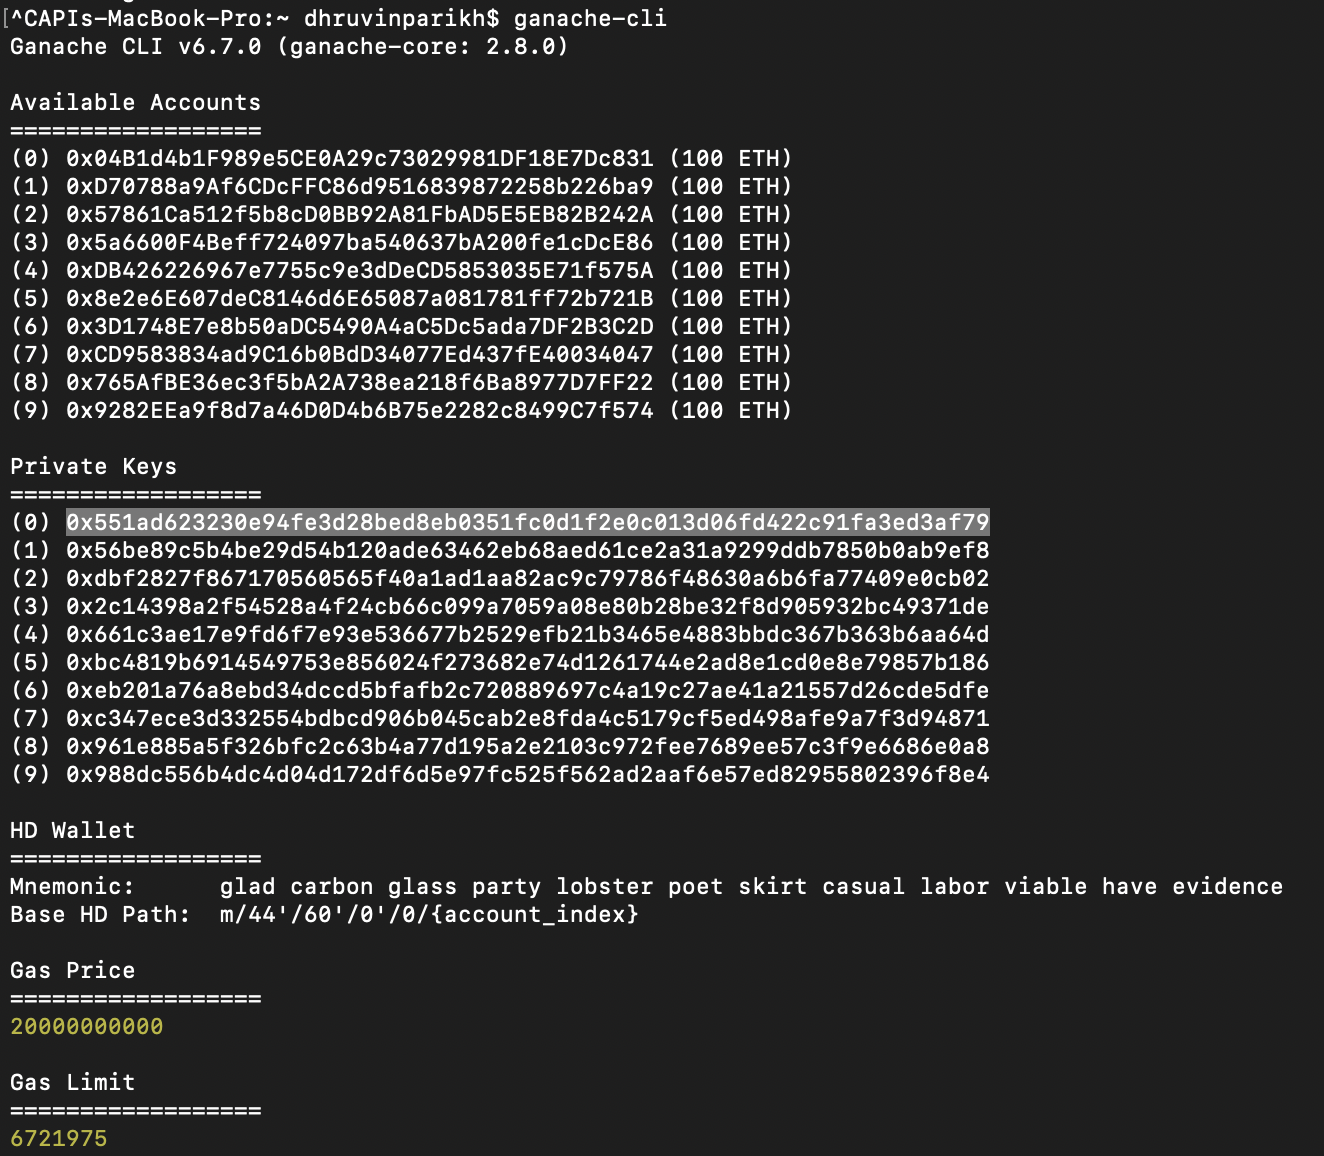 [^CAPIs-MacBook-Pro:~ dhruvinparikh$ ganache-cli
Ganache CLI v6.7.0 (ganache-core: 2.8.0)
Available Accounts
==================
(0) 0x04B1d4b1F989e5CE0A29c73029981DF18E7Dc831 (100 ETH)
(1) 0xD70788a9Af6CDcFFC86d9516839872258b226ba9 (100 ETH)
(2) 0x57861Ca512f5b8cD0BB92A81FbAD5E5EB82B242A (100 ETH)
(3) 0x5a6600F4Beff724097ba540637bA200fe1cDcE86 (100 ETH)
(4) 0xDB426226967e7755c9e3dDeCD5853035E71f575A (100 ETH)
(5) 0x8e2e6E607deC8146d6E65087a081781ff72b721B (100 ETH)
(6) 0x3D1748E7e8b50aDC5490A4aC5Dc5ada7DF2B3C2D (100 ETH)
(7) 0xCD9583834ad9C16b0BdD34077Ed437fE40034047 (100 ETH)
(8) 0x765AfBE36ec3f5bA2A738ea218f6Ba8977D7FF22 (100 ETH)
(9) 0x9282EEa9f8d7a46D0D4b6B75e2282c8499C7f574 (100 ETH)
Private Keys
==================
(0) 0x551ad623230e94fe3d28bed8eb0351fc0d1f2e0c013d06fd422c91fa3ed3af79
(1) 0x56be89c5b4be29d54b120ade63462eb68aed61ce2a31a9299ddb7850b0ab9ef8
(2) 0xdbf2827f867170560565f40a1ad1aa82ac9c79786f48630a6b6fa77409e0cb02
(3) 0x2c14398a2f54528a4f24cb66c099a7059a08e80b28be32f8d905932bc49371de
(4) 0x661c3ae17e9fd6f7e93e536677b2529efb21b3465e4883bbdc367b363b6aa64d
(5) 0xbc4819b6914549753e856024f273682e74d1261744e2ad8e1cd0e8e79857b186
(6) 0xeb201a76a8ebd34dccd5bfafb2c720889697c4a19c27ae41a21557d26cde5dfe
(7) 0xc347ece3d332554bdbcd906b045cab2e8fda4c5179cf5ed498afe9a7f3d94871
(8) 0x961e885a5f326bfc2c63b4a77d195a2e2103c972fee7689ee57c3f9e6686e0a8
(9) 0x988dc556b4dc4d04d172df6d5e97fc525f562ad2aaf6e57ed82955802396f8e4
HD Wallet
==================
Mnemonic:      glad carbon glass party lobster poet skirt casual labor viable have evidence
Base HD Path:  m/44'/60'/0'/0/{account_index}
Gas Price
==================
20000000000
Gas Limit
==================
6721975